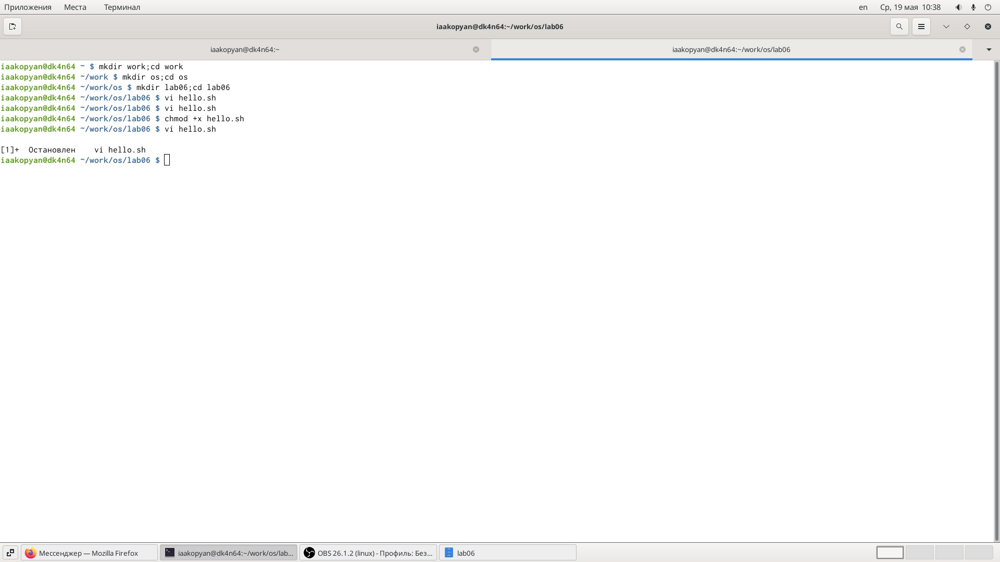 Приложения Места Терминал en Ср, 19 мая 10:38
iaakopyan@dk4n64:~/work/os/lab06
iaakopyan@dk4n64:~ iaakopyan@dk4n64:~/work/os/lab06
iaakopyan@dk4n64 ~ $ mkdir work;cd work
iaakopyan@dk4n64 ~/work $ mkdir os;cd os
iaakopyan@dk4n64 ~/work/os $ mkdir lab06;cd lab06
iaakopyan@dk4n64 ~/work/os/lab06 $ vi hello.sh
iaakopyan@dk4n64 ~/work/os/lab06 $ vi hello.sh
iaakopyan@dk4n64 ~/work/os/lab06 $ chmod +x hello.sh
iaakopyan@dk4n64 ~/work/os/lab06 $ vi hello.sh
[1]+  Остановлен    vi hello.sh
iaakopyan@dk4n64 ~/work/os/lab06 $
Мессенджер — Mozilla Firefox iaakopyan@dk4n64:~/work/os/lab... OBS 26.1.2 (linux) - Профиль: Без... lab06